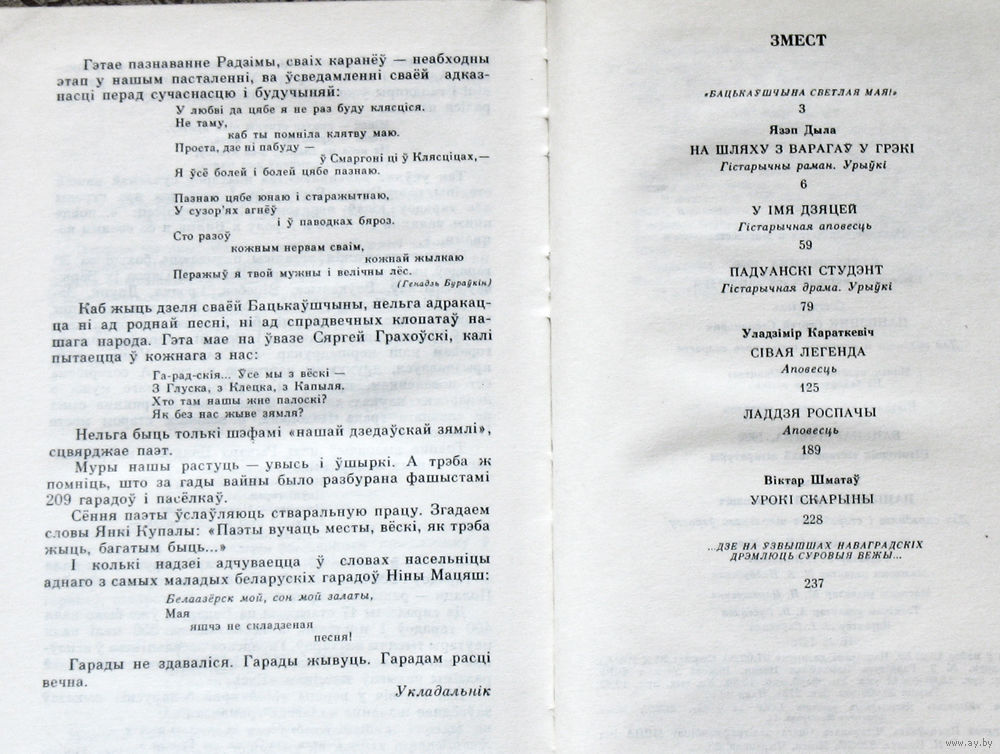 Гэтае пазнаванне Радзімы, сваіх каранёў — неабходны
этап у нашым пасталенні, ва ўсведамленні сваёй адказ-
насці перад сучаснасцю і будучыняй:
У любві да цябе я не раз буду клясціся.
Не таму,
каб ты помніла клятву маю.
Проста, дзе ні пабуду —
ў Смаргоні ці ў Клясціцах,—
Я ўсё болей і болей цябе пазнаю.
Пазнаю цябе юнаю і старажытнаю,
У сузор'ях агнёў
і ў паводках бяроз.
Сто разоў
кожным нервам сваім,
кожнай жылкаю
Перажыў я твой мужны і велічны лёс.
(Генадзь Бураўкін)
Каб жыць дзеля сваёй Бацькаўшчыны, нельга адракац-
ца ні ад роднай песні, ні ад спрадвечных клопатаў на-
шага народа. Гэта мае на ўвазе Сяргей Грахоўскі, калі
пытаецца ў кожнага з нас:
Га-рад-скія... Ўсе мы з вёскі —
З Глуска, з Клецка, з Капыля.
Хто там нашы жне палоскі?
Як без нас жыве зямля?
Нельга быць толькі шэфамі «нашай дзедаўскай зямлі»,
сцвярджае паэт.
Муры нашы растуць — увысь і ўшыркі. А трэба ж
помніць, што за гады вайны было разбурана фашыстамі
209 гарадоў і пасёлкаў.
Сёння паэты ўслаўляюць стваральную працу. Згадаем
словы Янкі Купалы: «Паэты вучаць месты, вёскі, як трэба
жыць, багатым быць...»
І колькі надзеі адчуваецца ў словах насельніцы
аднаго з самых маладых беларускіх гарадоў Ніны Мацяш:
Белаазёрск мой, сон мой залаты,
Мая
яшчэ не складзеная
песня!
Гарады не здаваліся. Гарады жывуць. Гарадам расці
вечна.
Укладальнік
ЗМЕСТ
«БАЦЬКАЎШЧЫНА СВЕТЛАЯ МАЯ!»
3
Язэп Дыла
НА ШЛЯХУ З ВАРАГАЎ У ГРЭКІ
Гістарычны раман. Урыўкі
6
У ІМЯ ДЗЯЦЕЙ
Гістарычная аповесць
59
ПАДУАНСКІ СТУДЭНТ
Гістарычная драма. Урыўкі
79
Уладзімір Караткевіч
СІВАЯ ЛЕГЕНДА
Аповесць
125
ЛАДДЗЯ РОСПАЧЫ
Аповесць
189
Віктар Шматаў
УРОКІ СКАРЫНЫ
228
...ДЗЕ НА ЎЗВЫШШАХ НАВАГРАДСКІХ
ДРЭМЛЮЦЬ СУРОВЫЯ ВЕЖЫ...
237
www.ay.by